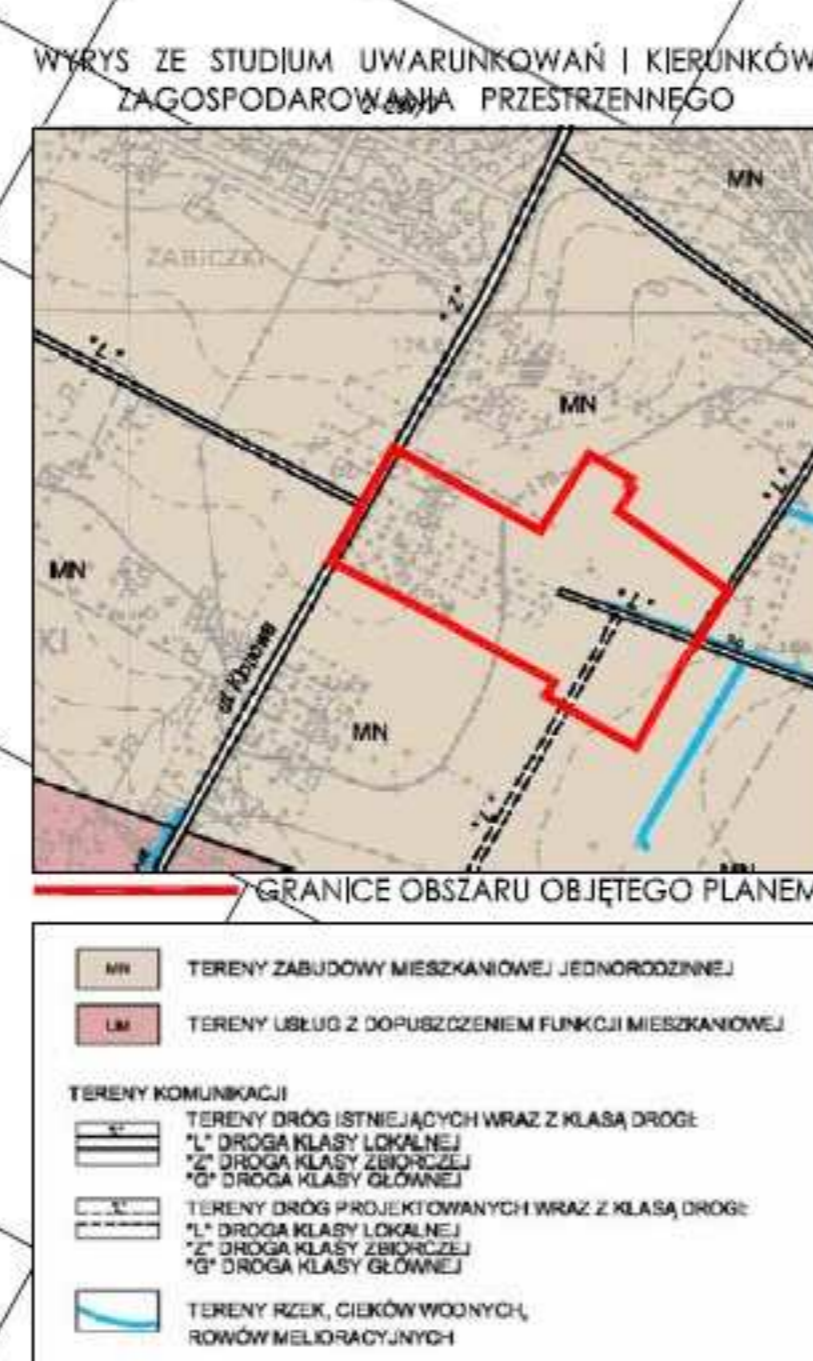 WYRYS ZE STUDIUM UWARUNKOWAŃ I KIERUNKÓW
ZAGOSPODAROWANIA PRZESTRZENNEGO
MN
ŻABICZKI
"Z"
"L"
MN
"L"
MN
"L"
KI
MN
"L"
MN
GRANICE OBSZARU OBJĘTEGO PLANEM
MN TERENY ZABUDOWY MIESZKANIOWEJ JEDNORODZINNEJ
UM TERENY USŁUG Z DOPUSZCZENIEM FUNKCJI MIESZKANIOWEJ
TERENY KOMUNIKACJI
TERENY DRÓG ISTNIEJĄCYCH WRAZ Z KLASĄ DROGI:
"L" DROGA KLASY LOKALNEJ
"Z" DROGA KLASY ZBIORCZEJ
"G" DROGA KLASY GŁÓWNEJ
TERENY DRÓG PROJEKTOWANYCH WRAZ Z KLASĄ DROGI:
"L" DROGA KLASY LOKALNEJ
"Z" DROGA KLASY ZBIORCZEJ
"G" DROGA KLASY GŁÓWNEJ
TERENY RZEK, CIEKÓW WODNYCH,
ROWÓW MELIORACYJNYCH